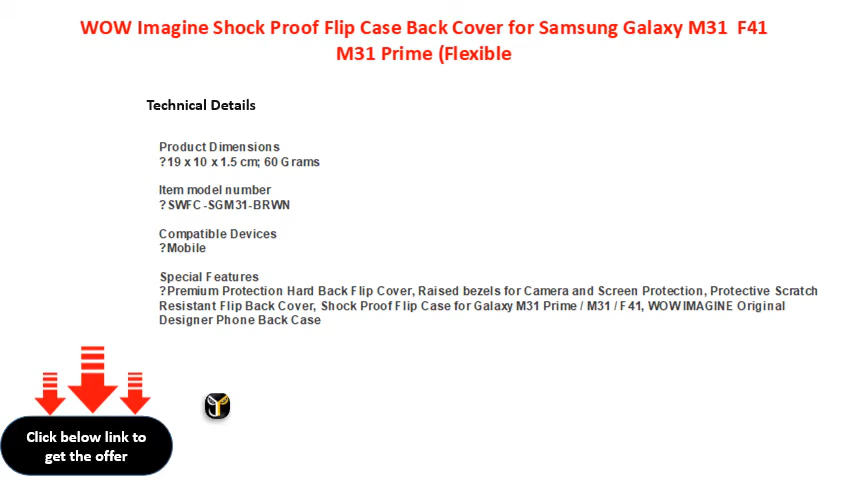 WOW Imagine Shock Proof Flip Case Back Cover for Samsung Galaxy M31 F41
M31 Prime (Flexible
Technical Details
Product Dimensions
?19 x 10 x 1.5 cm; 60 Grams
Item model number
?SWFC-SGM31-BRWN
Compatible Devices
?Mobile
Special Features
?Premium Protection Hard Back Flip Cover, Raised bezels for Camera and Screen Protection, Protective Scratch
Resistant Flip Back Cover, Shock Proof Flip Case for Galaxy M31 Prime / M31 / F41, WOW IMAGINE Original
Designer Phone Back Case
Click below link to
get the offer